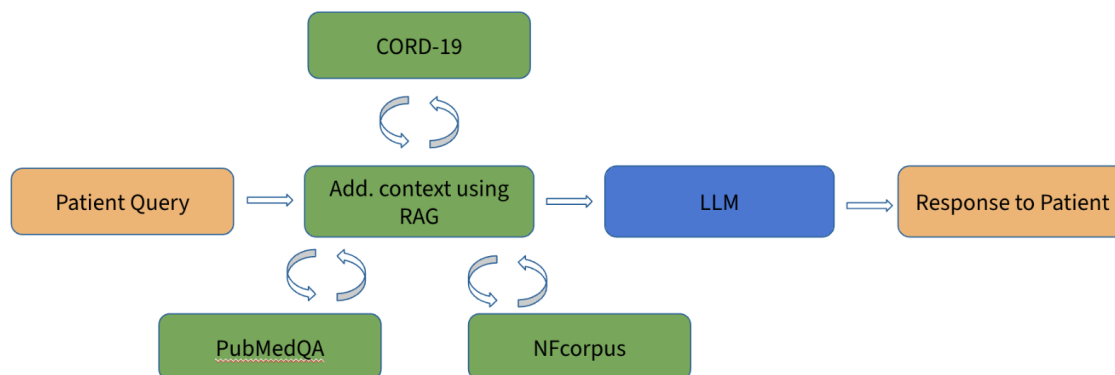 CORD-19
Patient Query
Add. context using
RAG
LLM
Response to Patient
PubMedQA
NFcorpus